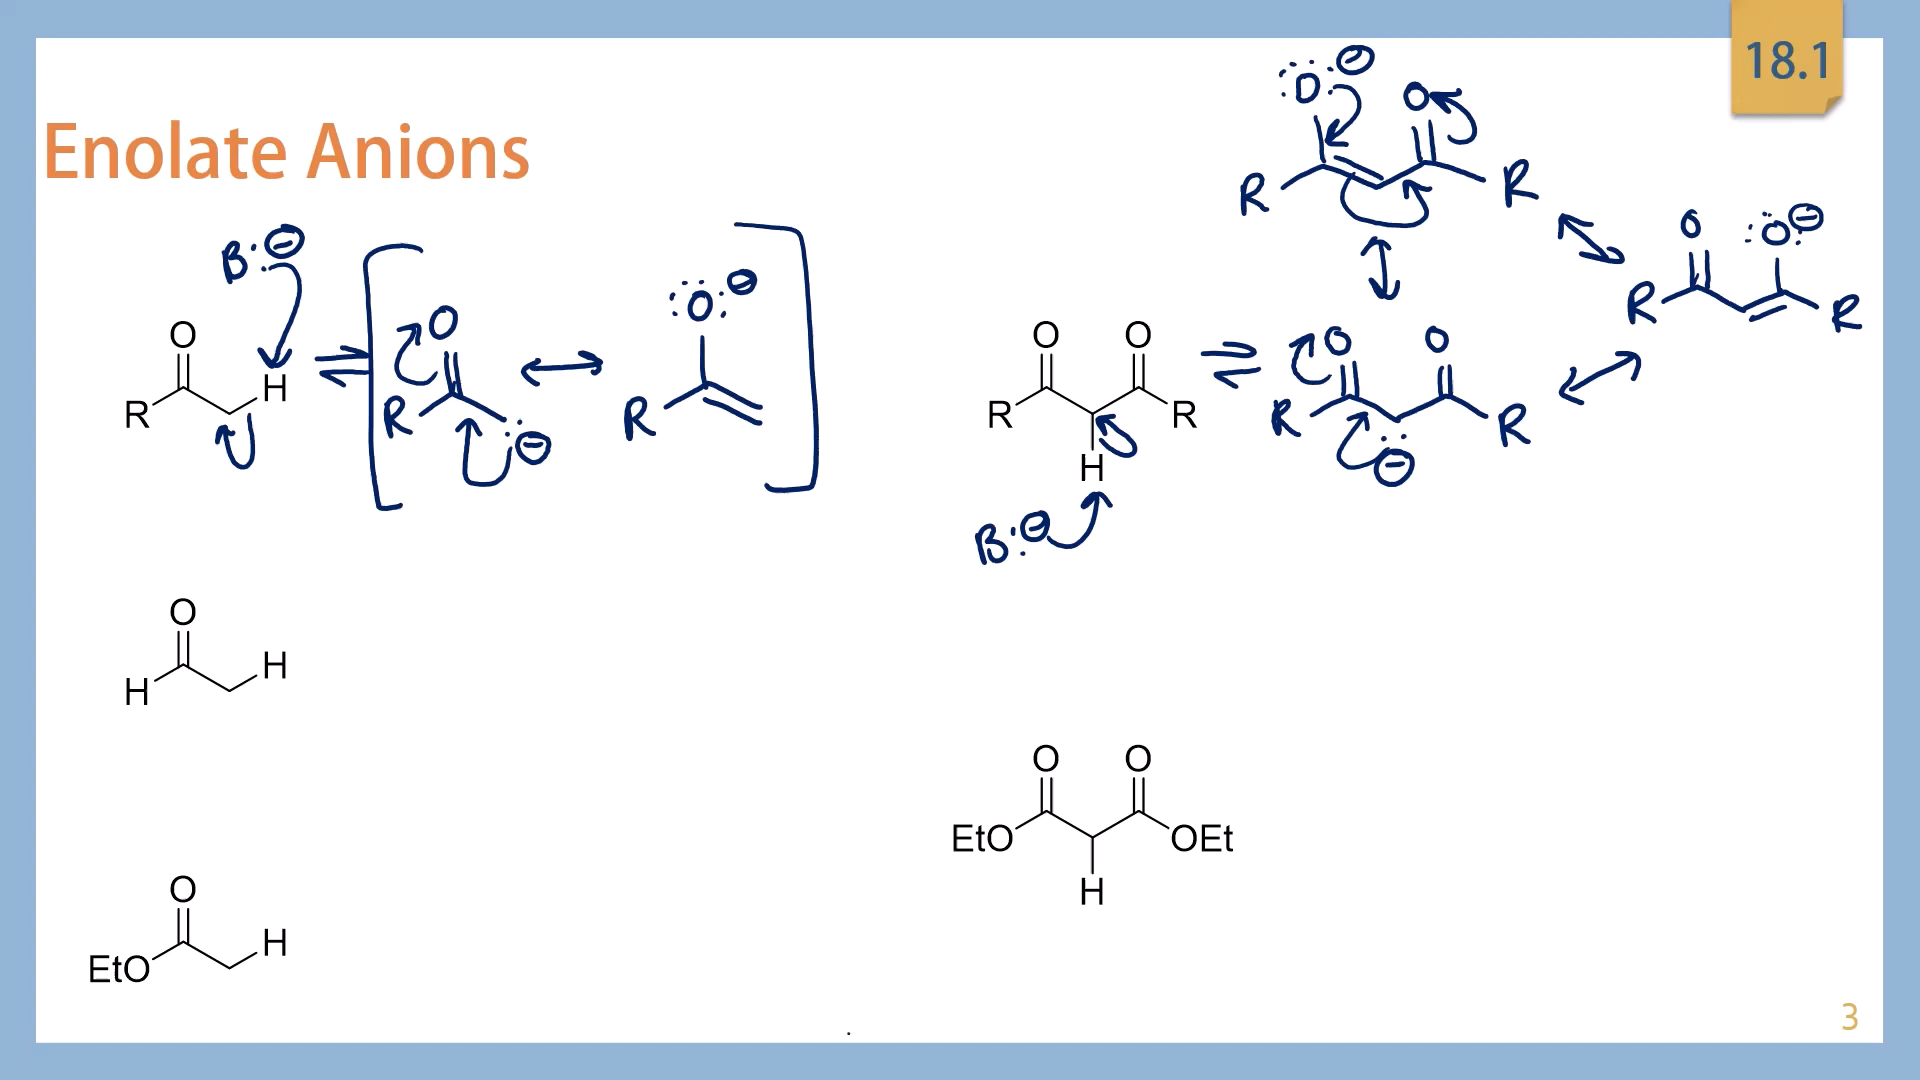 18.1
Enolate Anions
O ⊖ O
R R
B: ⊖
O R H
O R ⊖
O ⊖ R
O O R R H
B: ⊖
O O R R ⊖
O O ⊖ R R
O
H H
O O
EtO OEt
H
O
EtO H
3